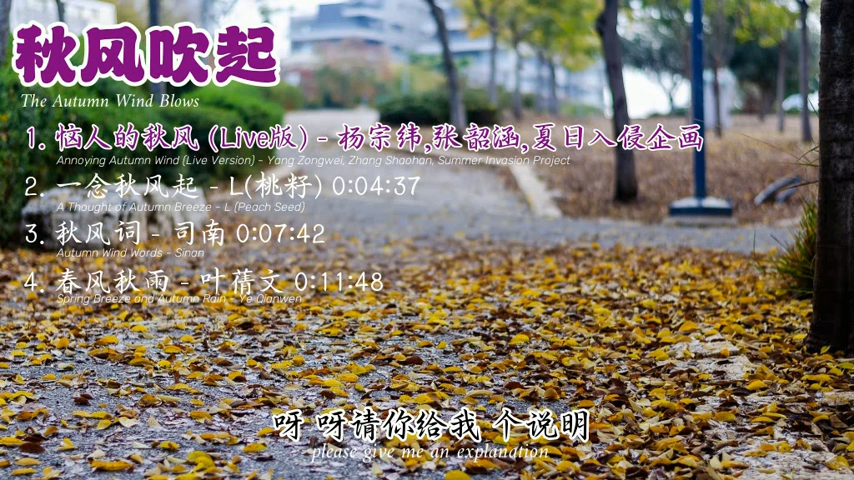 秋风吹起
The Autumn Wind Blows
1. 恼人的秋风 (Live版) - 杨宗纬,张韶涵,夏日入侵企画
Annoying Autumn Wind (Live Version) - Yang Zongwei, Zhang Shaohan, Summer Invasion Project
2. 一念秋风起 - L(桃籽) 0:04:37
A Thought of Autumn Breeze - L (Peach Seed)
3. 秋风词 - 司南 0:07:42
Autumn Wind Words - Sinan
4. 春风秋雨 - 叶蒨文 0:11:48
Spring Breeze and Autumn Rain - Ye Qianwen
呀 呀请你给我 个说明
please give me an explanation